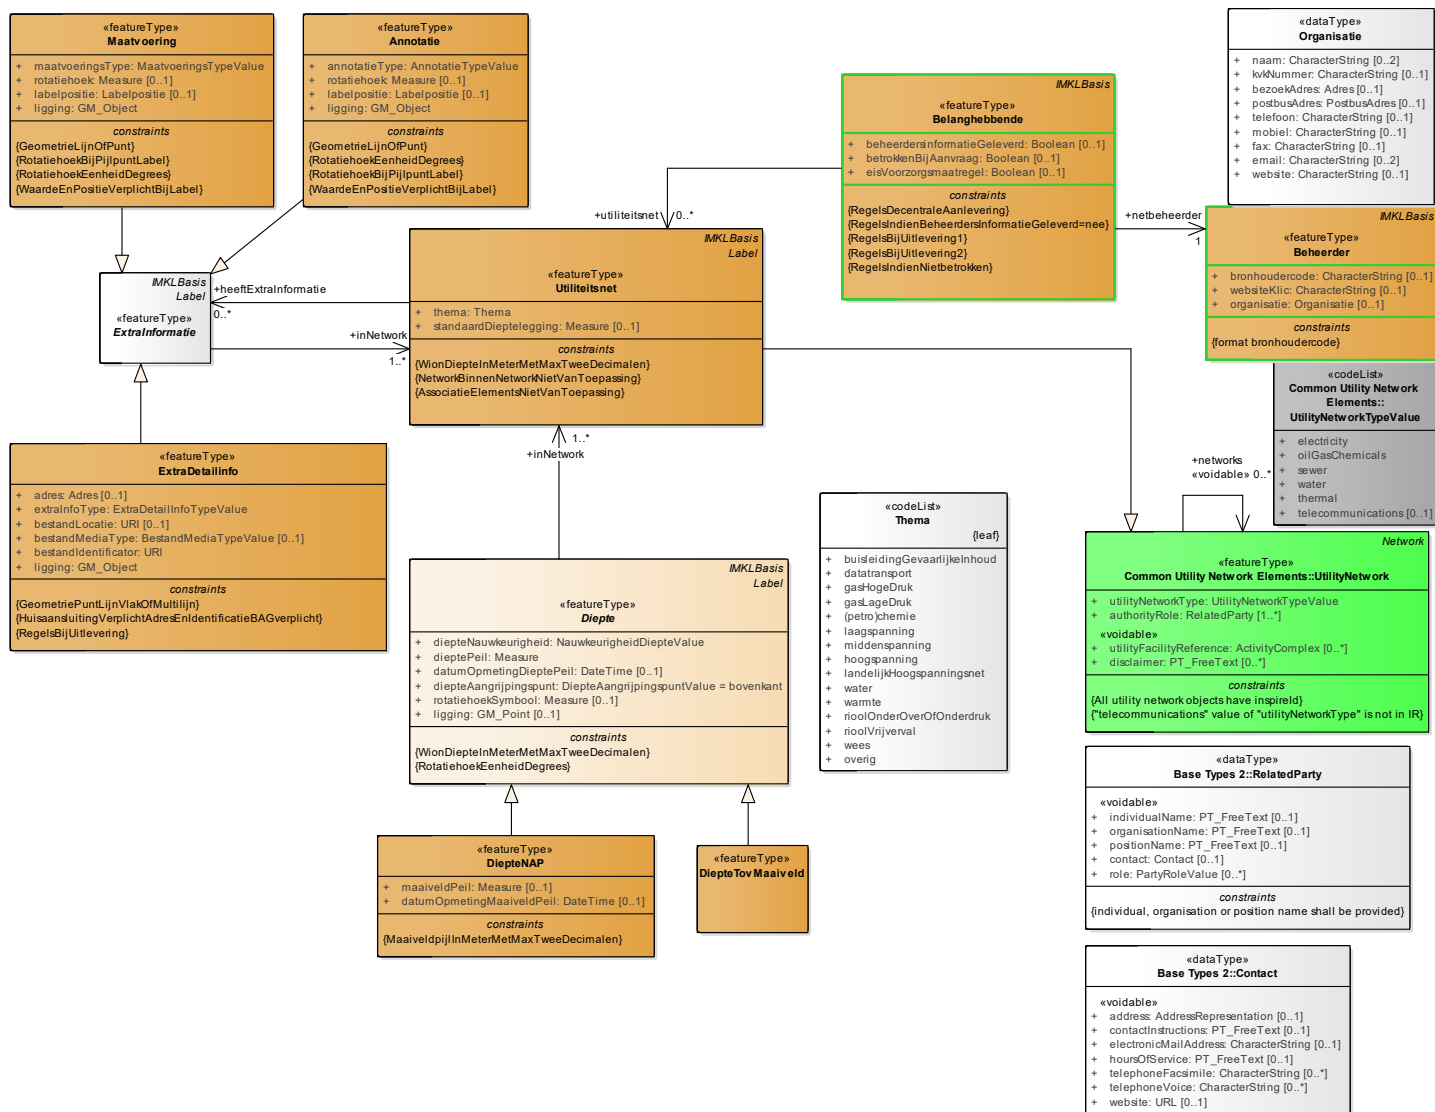 «featureType»
Maatvoering
+ maatvoeringsType: MaatvoeringsTypeValue
+ rotatiehoek: Measure [0..1]
+ labelpositie: Labelpositie [0..1]
+ ligging: GM_Object
constraints
{GeometrieLijnOfPunt}
{RotatiehoekBijPijlpuntLabel}
{RotatiehoekEenheidDegrees}
{WaardeEnPositieVerplichtBijLabel}
«featureType»
Annotatie
+ annotatieType: AnnotatieTypeValue
+ rotatiehoek: Measure [0..1]
+ labelpositie: Labelpositie [0..1]
+ ligging: GM_Object
constraints
{GeometrieLijnOfPunt}
{RotatiehoekEenheidDegrees}
{RotatiehoekBijPijlpuntLabel}
{WaardeEnPositieVerplichtBijLabel}
IMKLBasis
«featureType»
Belanghebbende
+ beheerdersinformatieGeleverd: Boolean [0..1]
+ betrokkenBijAanvraag: Boolean [0..1]
+ eisVoorzorgsmaatregel: Boolean [0..1]
constraints
{RegelsDecentraleAanlevering}
{RegelsIndienBeheerdersInformatieGeleverd=nee}
{RegelsBijUitlevering1}
{RegelsBijUitlevering2}
{RegelsIndienNietbetrokken}
«dataType»
Organisatie
+ naam: CharacterString [0..2]
+ kvkNummer: CharacterString [0..1]
+ bezoekAdres: Adres [0..1]
+ postbusAdres: PostbusAdres [0..1]
+ telefoon: CharacterString [0..1]
+ mobiel: CharacterString [0..1]
+ fax: CharacterString [0..1]
+ email: CharacterString [0..2]
+ website: CharacterString [0..1]
+utiliteitsnet 0..*
+netbeheerder
1
IMKLBasis
«featureType»
Beheerder
+ bronhoudercode: CharacterString [0..1]
+ websiteKlic: CharacterString [0..1]
+ organisatie: Organisatie [0..1]
constraints
{format bronhoudercode}
IMKLBasis
Label
«featureType»
Utiliteitsnet
+ thema: Thema
+ standaardDieptelegging: Measure [0..1]
constraints
{WionDiepteInMeterMetMaxTweeDecimalen}
{NetworkBinnenNetworkNietVanToepassing}
{AssociatieElementsNietVanToepassing}
IMKLBasis
Label
«featureType»
ExtraInformatie
+heeftExtraInformatie
0..*
+inNetwork
1..*
«codeList»
Common Utility Network
Elements::
UtilityNetworkTypeValue
+ electricity
+ oilGasChemicals
+ sewer
+ water
+ thermal
+ telecommunications [0..1]
+networks
«voidable» 0..*
«featureType»
ExtraDetailinfo
+ adres: Adres [0..1]
+ extraInfoType: ExtraDetailInfoTypeValue
+ bestandLocatie: URI [0..1]
+ bestandMediaType: BestandMediaTypeValue [0..1]
+ bestandIdentificator: URI
+ ligging: GM_Object
constraints
{GeometriePuntLijnVlakOfMultilijn}
{HuisaansluitingVerplichtAdresEnIdentificatieBAGverplicht}
{RegelsBijUitlevering}
1..*
+inNetwork
IMKLBasis
Label
«featureType»
Diepte
+ diepteNauwkeurigheid: NauwkeurigheidDiepteValue
+ dieptePeil: Measure
+ datumOpmetingDieptePeil: DateTime [0..1]
+ diepteAangrijpingspunt: DiepteAangrijpingspuntValue = bovenkant
+ rotatiehoekSymbool: Measure [0..1]
+ ligging: GM_Point [0..1]
constraints
{WionDiepteInMeterMetMaxTweeDecimalen}
{RotatiehoekEenheidDegrees}
«codeList»
Thema
{leaf}
+ buisleidingGevaarlijkeInhoud
+ datatransport
+ gasHogeDruk
+ gasLageDruk
+ (petro)chemie
+ laagspanning
+ middenspanning
+ hoogspanning
+ landelijkHoogspanningsnet
+ water
+ warmte
+ rioolOnderOverOfOnderdruk
+ rioolVrijverval
+ wees
+ overig
Network
«featureType»
Common Utility Network Elements::UtilityNetwork
+ utilityNetworkType: UtilityNetworkTypeValue
+ authorityRole: RelatedParty [1..*]
«voidable»
+ utilityFacilityReference: ActivityComplex [0..*]
+ disclaimer: PT_FreeText [0..*]
constraints
{All utility network objects have inspireId}
{"telecommunications" value of "utilityNetworkType" is not in IR}
«featureType»
DiepteNAP
+ maaiveldPeil: Measure [0..1]
+ datumOpmetingMaaiveldPeil: DateTime [0..1]
constraints
{MaaiveldpijlInMeterMetMaxTweeDecimalen}
«featureType»
DiepteTovMaaiveld
«dataType»
Base Types 2::RelatedParty
«voidable»
+ individualName: PT_FreeText [0..1]
+ organisationName: PT_FreeText [0..1]
+ positionName: PT_FreeText [0..1]
+ contact: Contact [0..1]
+ role: PartyRoleValue [0..*]
constraints
{individual, organisation or position name shall be provided}
«dataType»
Base Types 2::Contact
«voidable»
+ address: AddressRepresentation [0..1]
+ contactInstructions: PT_FreeText [0..1]
+ electronicMailAddress: CharacterString [0..1]
+ hoursOfService: PT_FreeText [0..1]
+ telephoneFacsimile: CharacterString [0..*]
+ telephoneVoice: CharacterString [0..*]
+ website: URL [0..1]